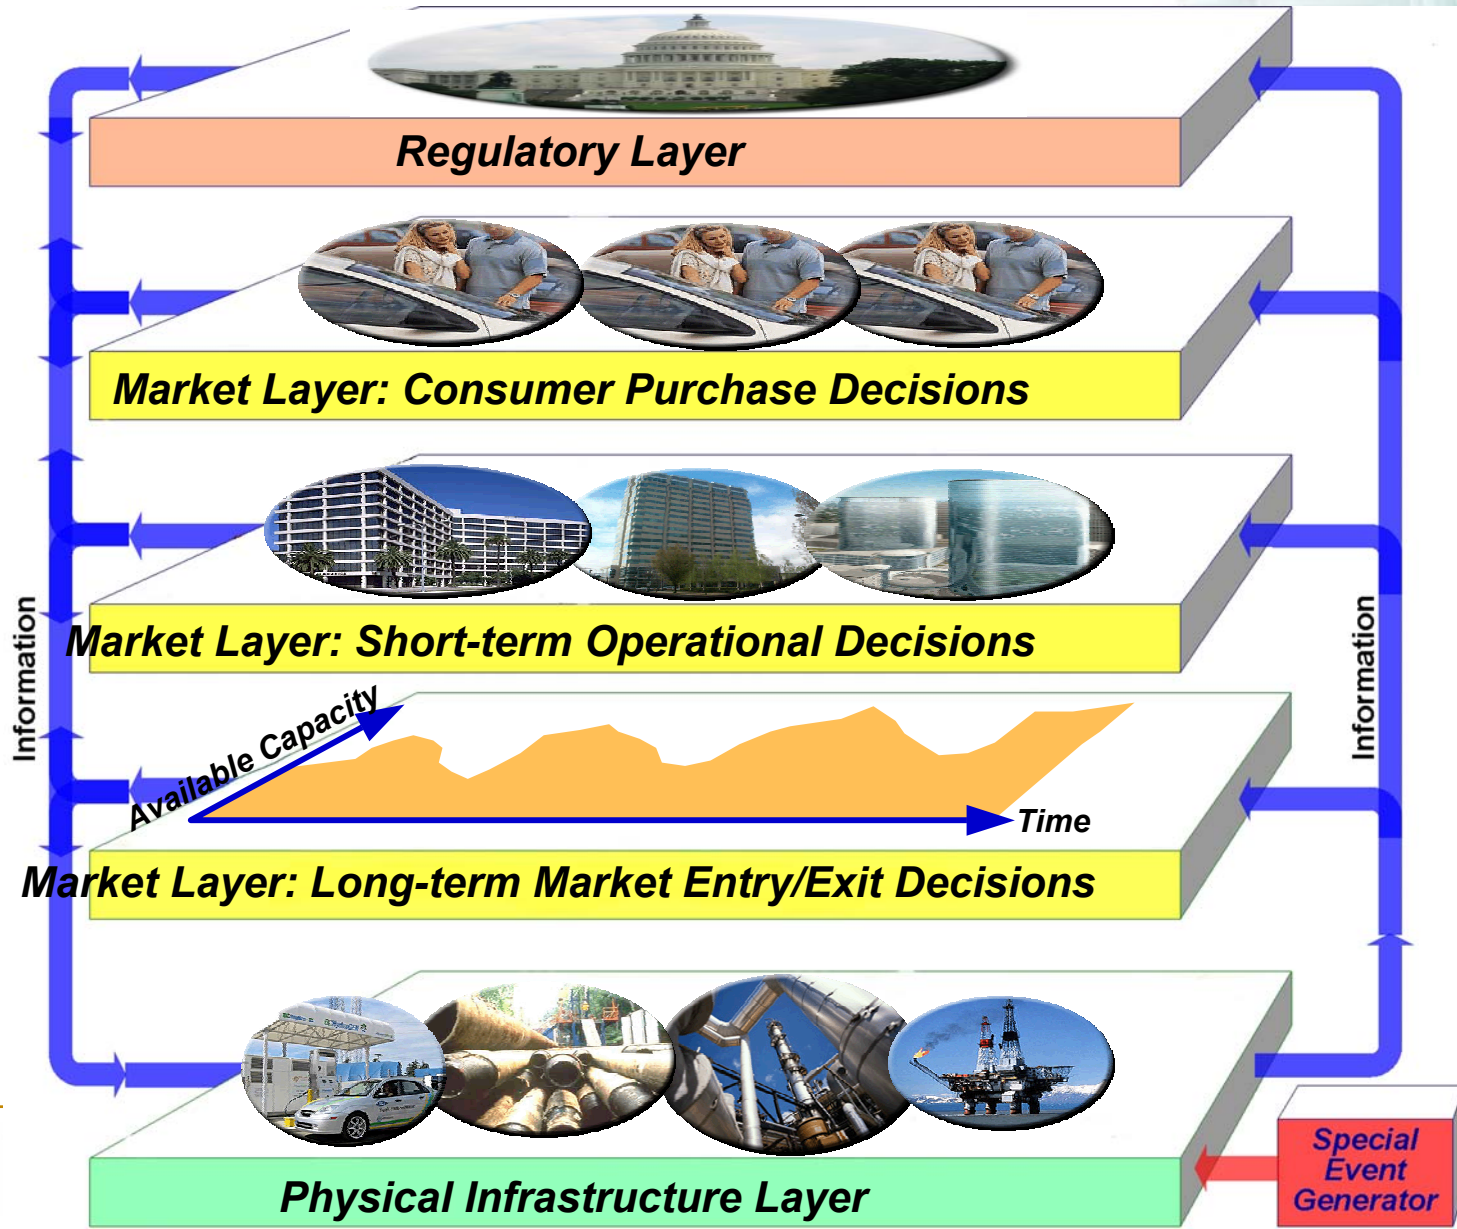 Regulatory Layer
Market Layer: Consumer Purchase Decisions
Market Layer: Short-term Operational Decisions
Information
Information
Available Capacity
Time
Market Layer: Long-term Market Entry/Exit Decisions
Physical Infrastructure Layer
Special
Event
Generator